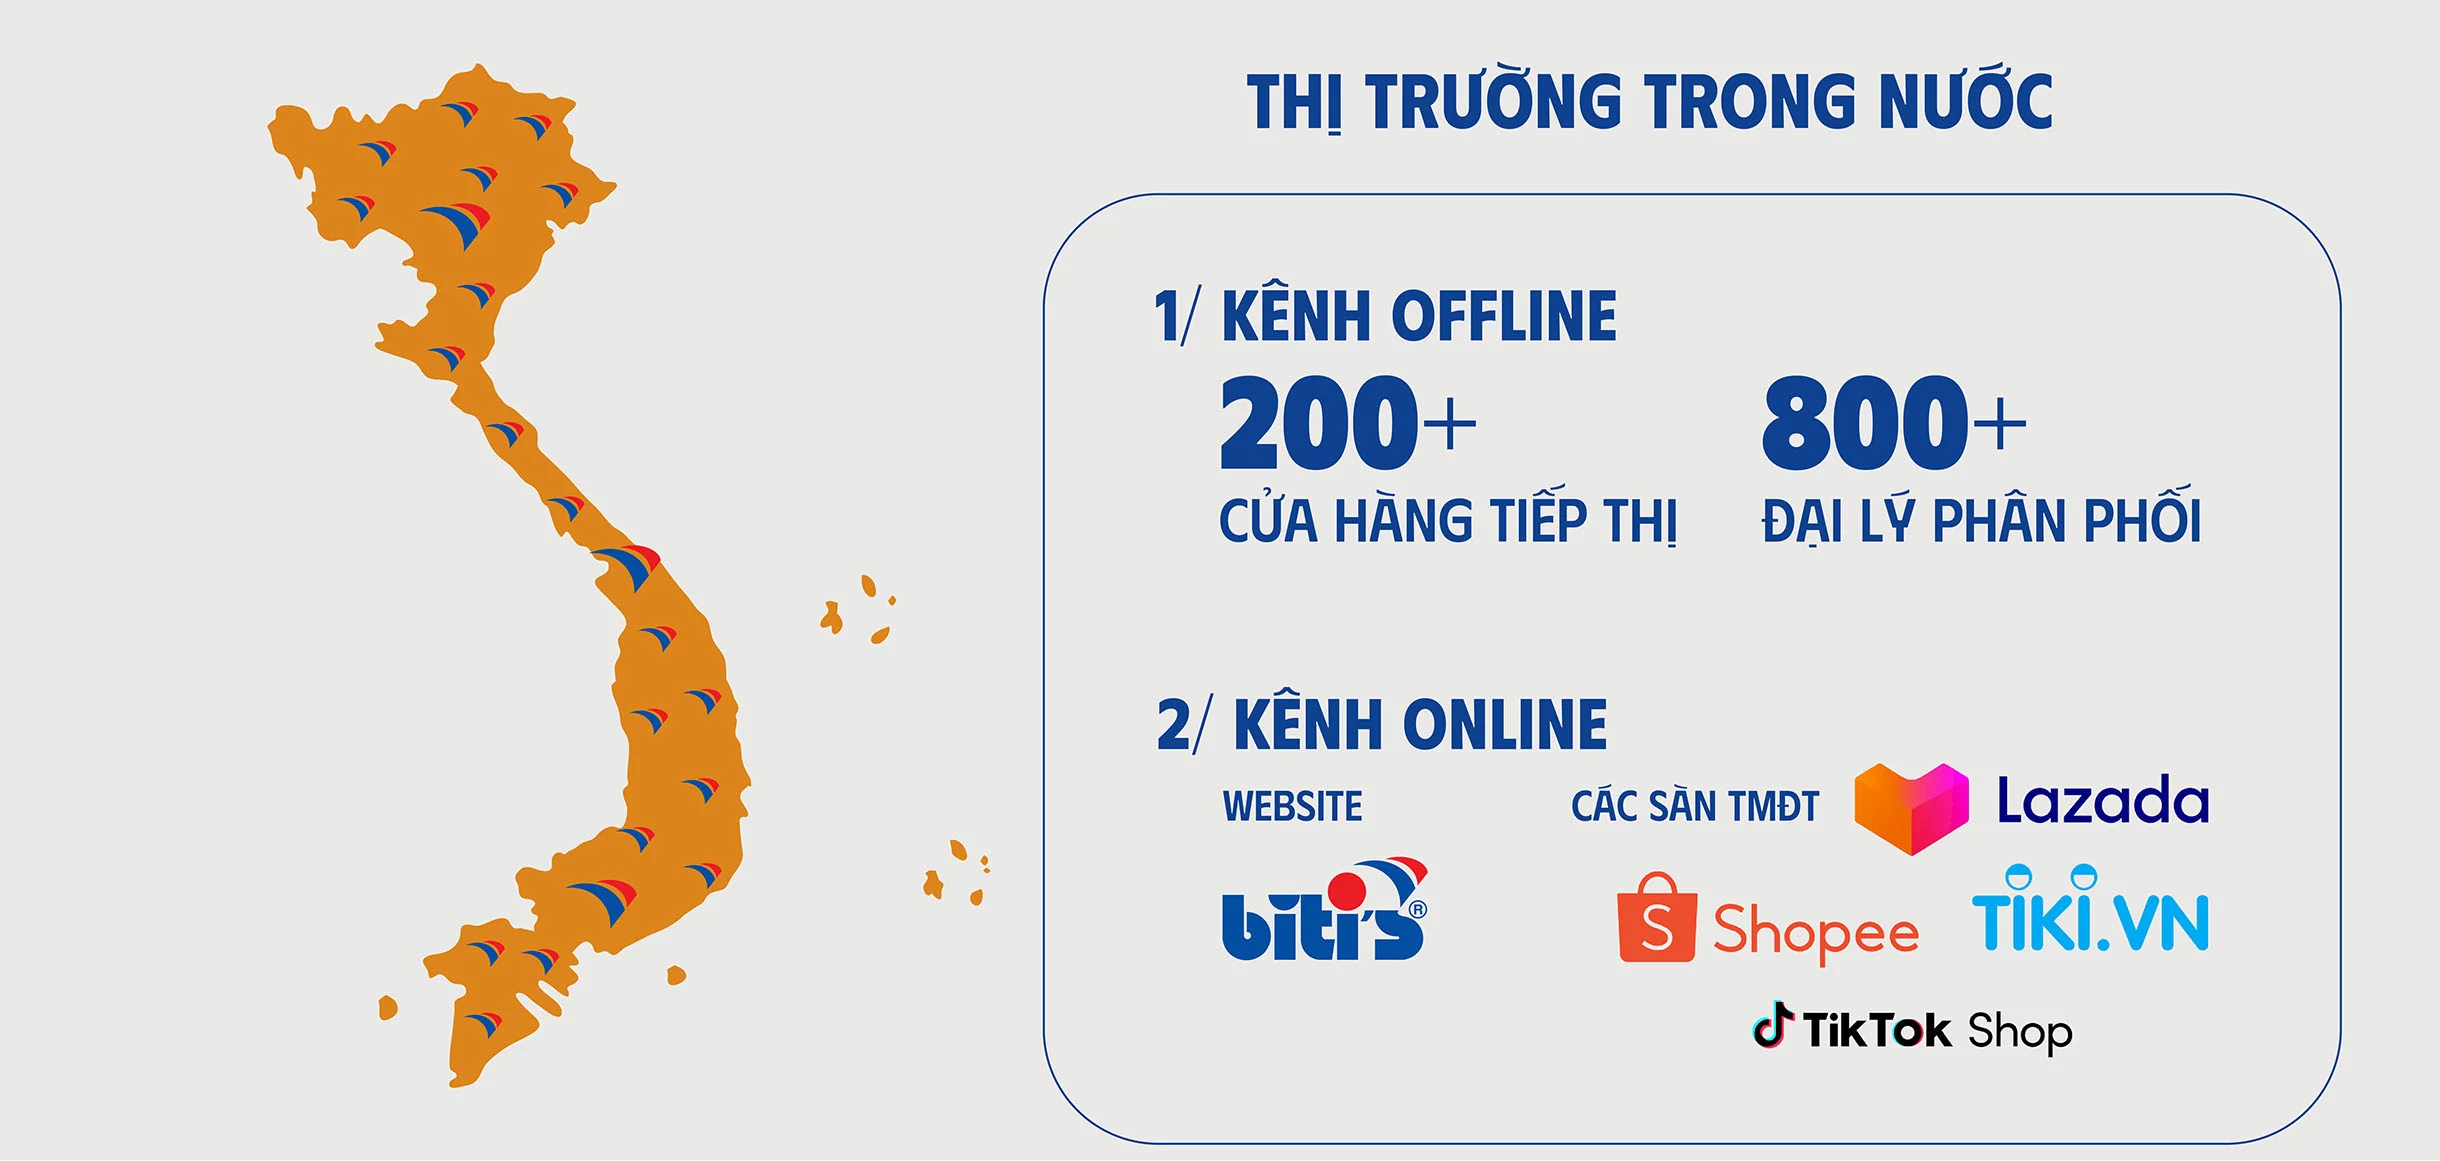 THỊ TRƯỜNG TRONG NƯỚC
1/ KÊNH OFFLINE
200+ 800+
CỬA HÀNG TIẾP THỊ ĐẠI LÝ PHÂN PHỐI
2/ KÊNH ONLINE
WEBSITE CÁC SÀN TMĐT Lazada
biti's® S Shopee TIKI.VN
TikTok Shop